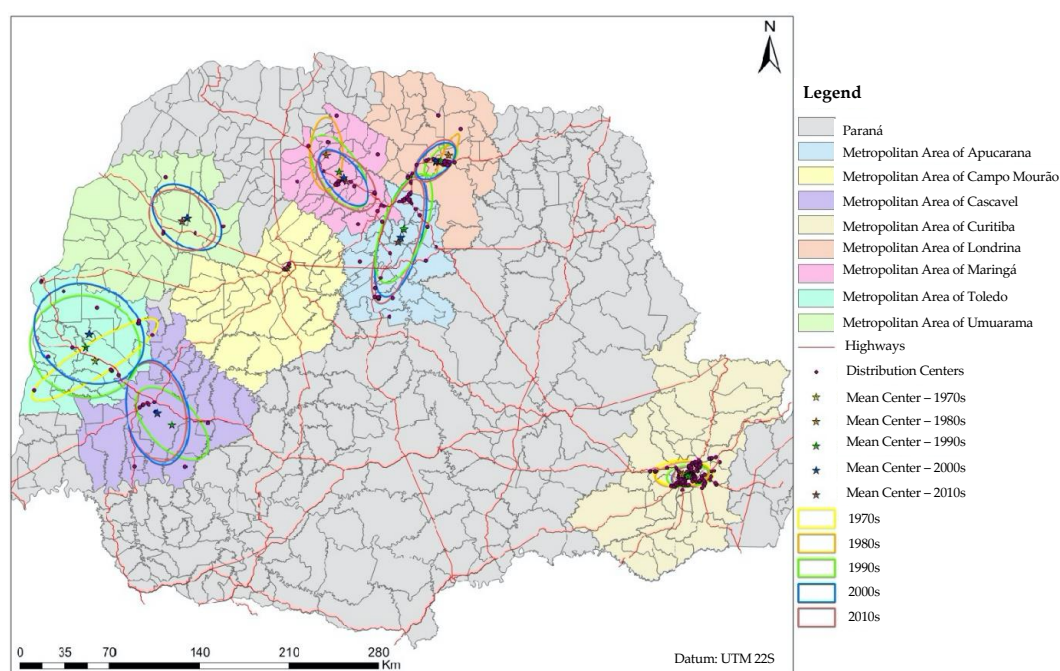 N
Legend
Paraná
Metropolitan Area of Apucarana
Metropolitan Area of Campo Mourão
Metropolitan Area of Cascavel
Metropolitan Area of Curitiba
Metropolitan Area of Londrina
Metropolitan Area of Maringá
Metropolitan Area of Toledo
Metropolitan Area of Umuarama
Highways
Distribution Centers
Mean Center – 1970s
Mean Center – 1980s
Mean Center – 1990s
Mean Center – 2000s
Mean Center – 2010s
1970s
1980s
1990s
2000s
2010s
0 35 70 140 210 280
Km
Datum: UTM 22S